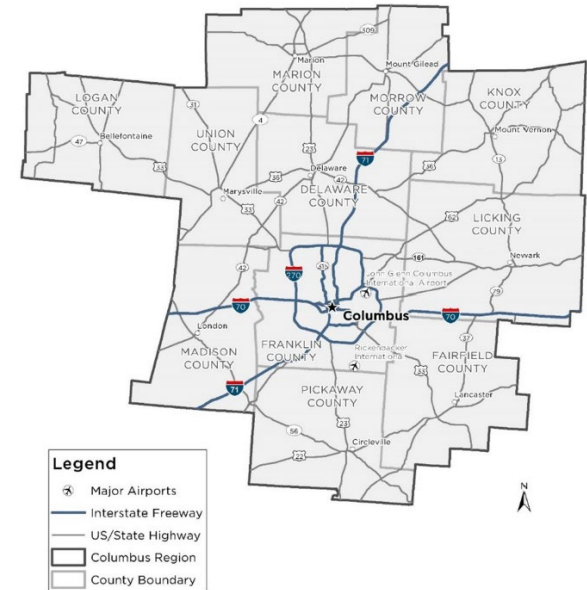 309
Marion
MARION
COUNTY
Mount Gilead
MORROW
COUNTY
LOGAN
COUNTY
31
4
KNOX
COUNTY
47
Bellefontaine
UNION
COUNTY
23
71
Mount Vernon
33
36
Delaware
42
36
13
Marysville
DELAWARE
COUNTY
33
42
62
LICKING
COUNTY
42
270
315
161
Newark
John Glenn Columbus
International Airport
79
70
Columbus
70
London
Rickenbacker
International
37
MADISON
COUNTY
FRANKLIN
COUNTY
FAIRFIELD
COUNTY
33
71
PICKAWAY
COUNTY
Lancaster
23
56
22
Circleville
Legend
Major Airports
Interstate Freeway
US/State Highway
Columbus Region
County Boundary
N